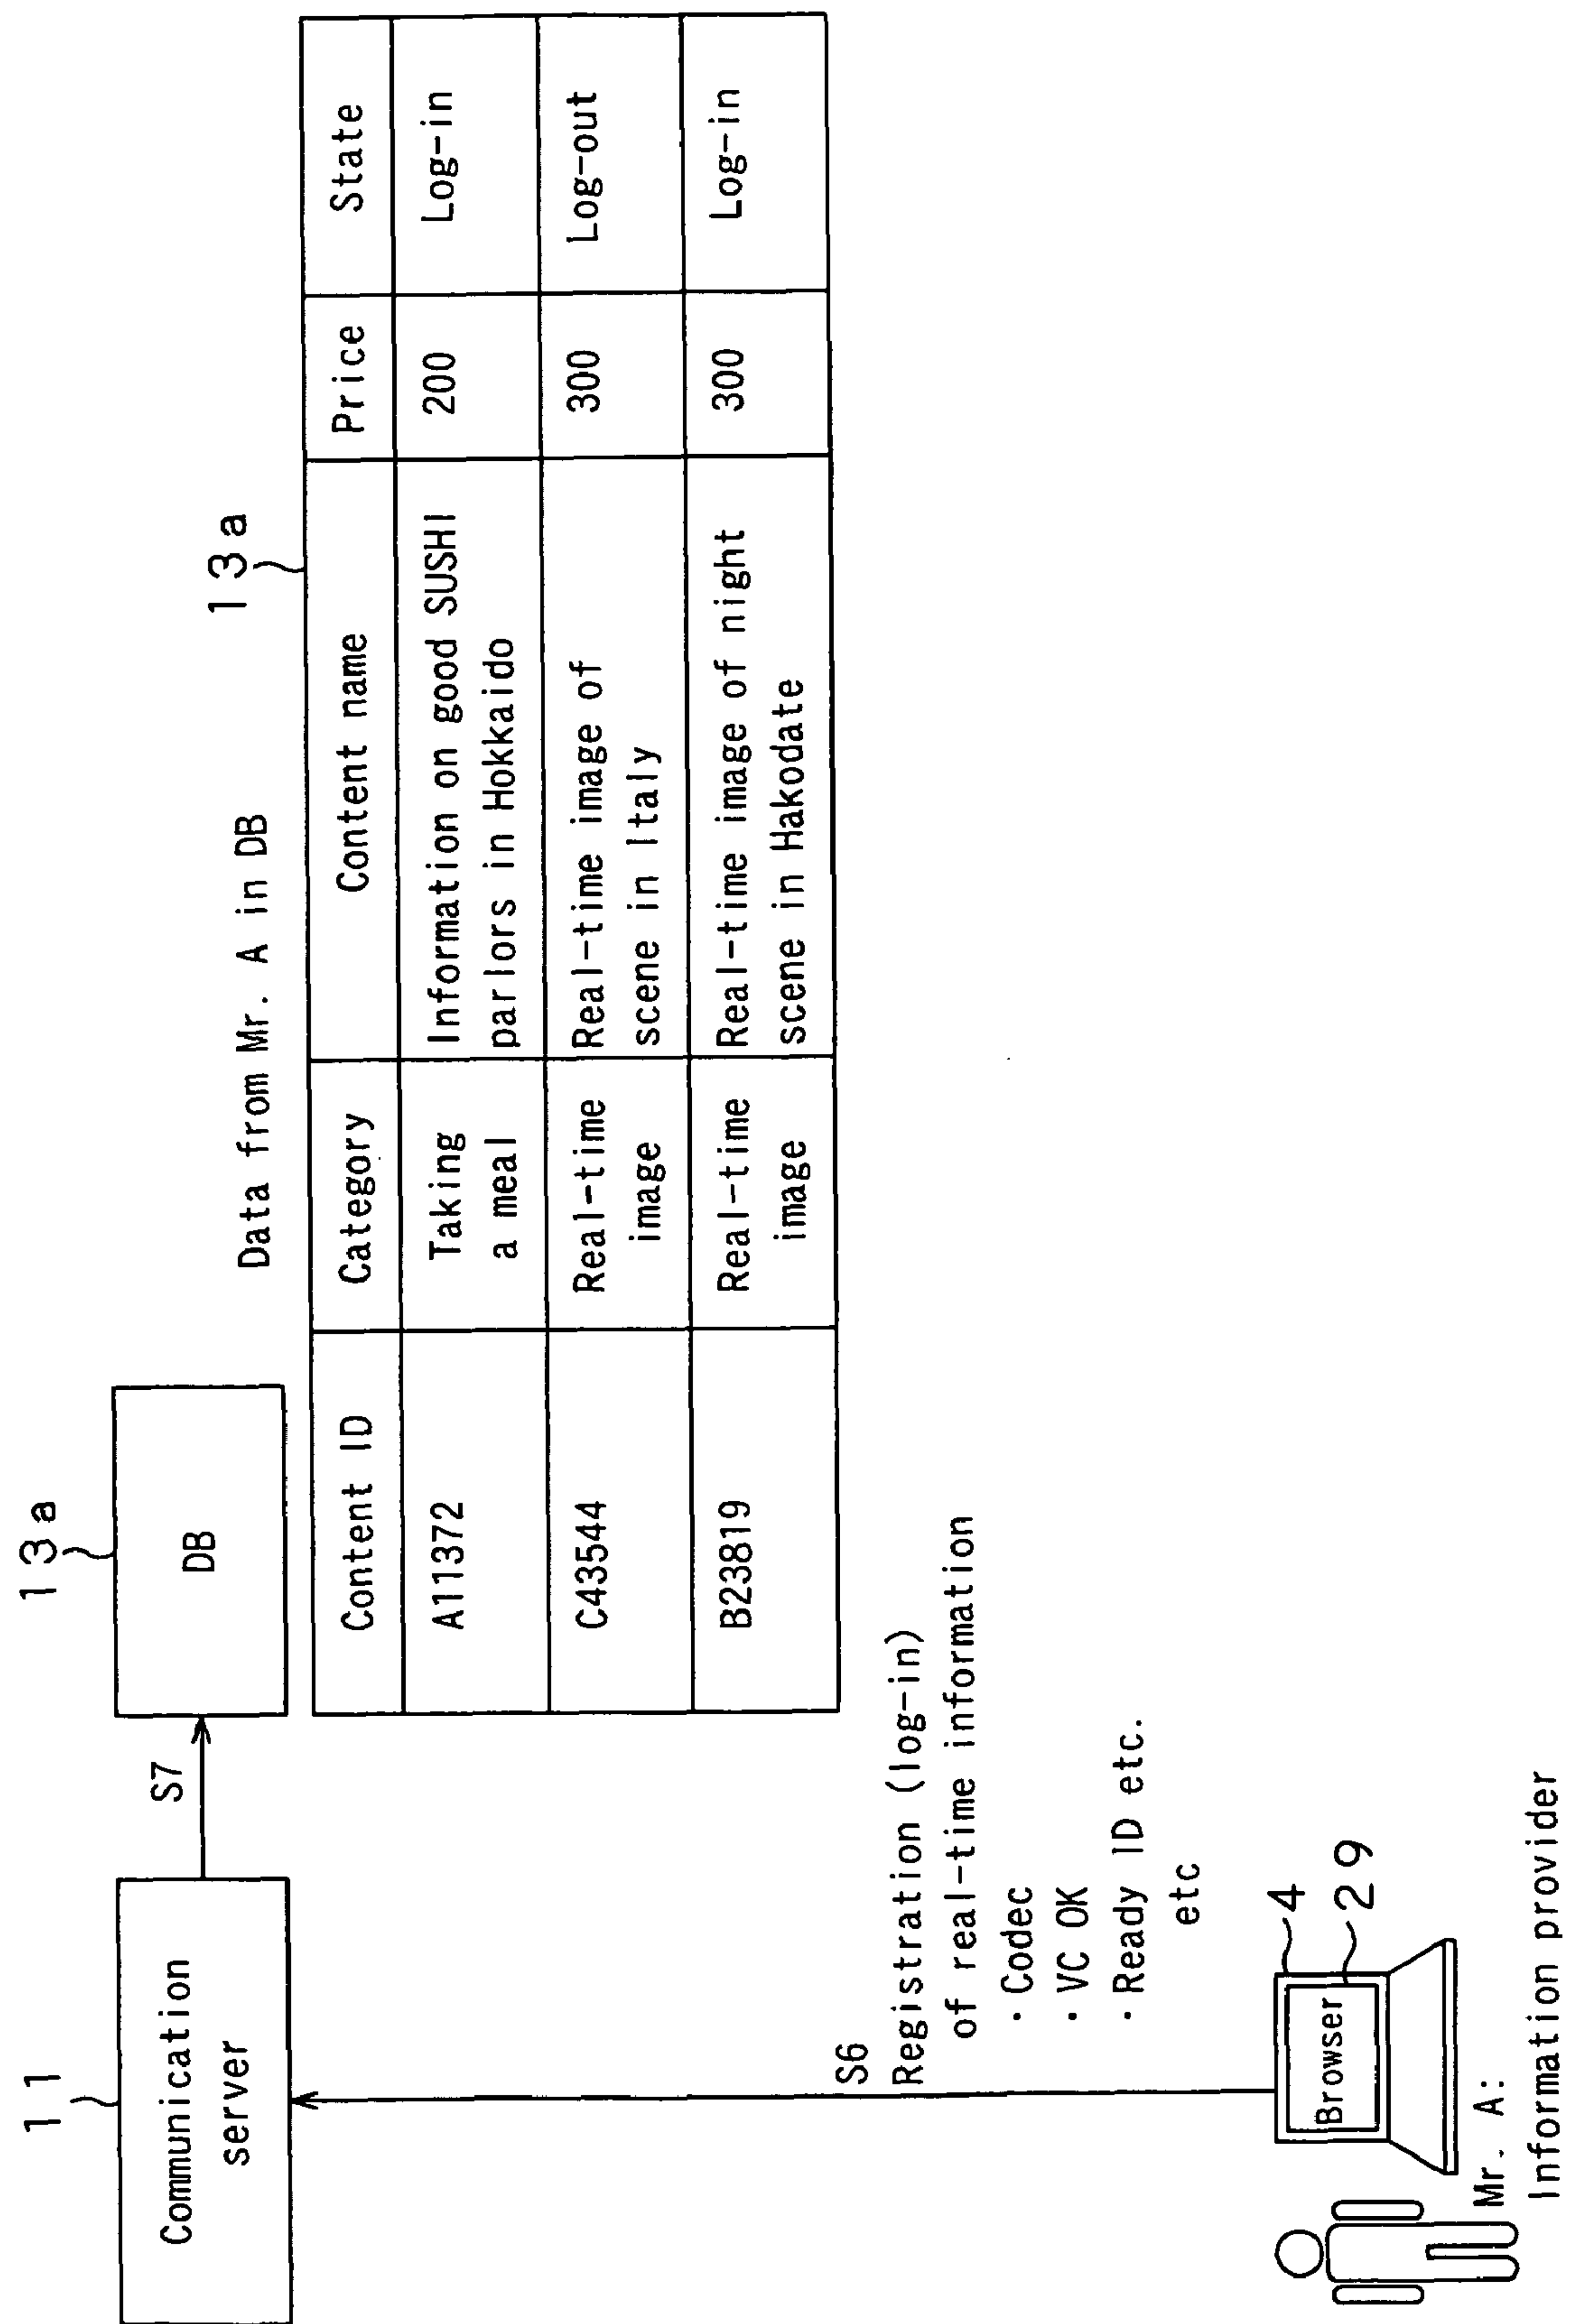 11
Communication
server
S7
13a
DB
Data from Mr. A in DB
13a
Content ID
Category
Content name
Price
State
A11372
Taking
a meal
Information on good SUSHI
parlors in Hokkaido
200
Log-in
C43544
Real-time
image
Real-time image of
scene in Italy
300
Log-out
B23819
Real-time
image
Real-time image of night
scene in Hakodate
300
Log-in
S6
Registration (log-in)
of real-time information
・Codec
・VC OK
・Ready ID etc.
etc
Browser
4
29
Mr. A:
Information provider